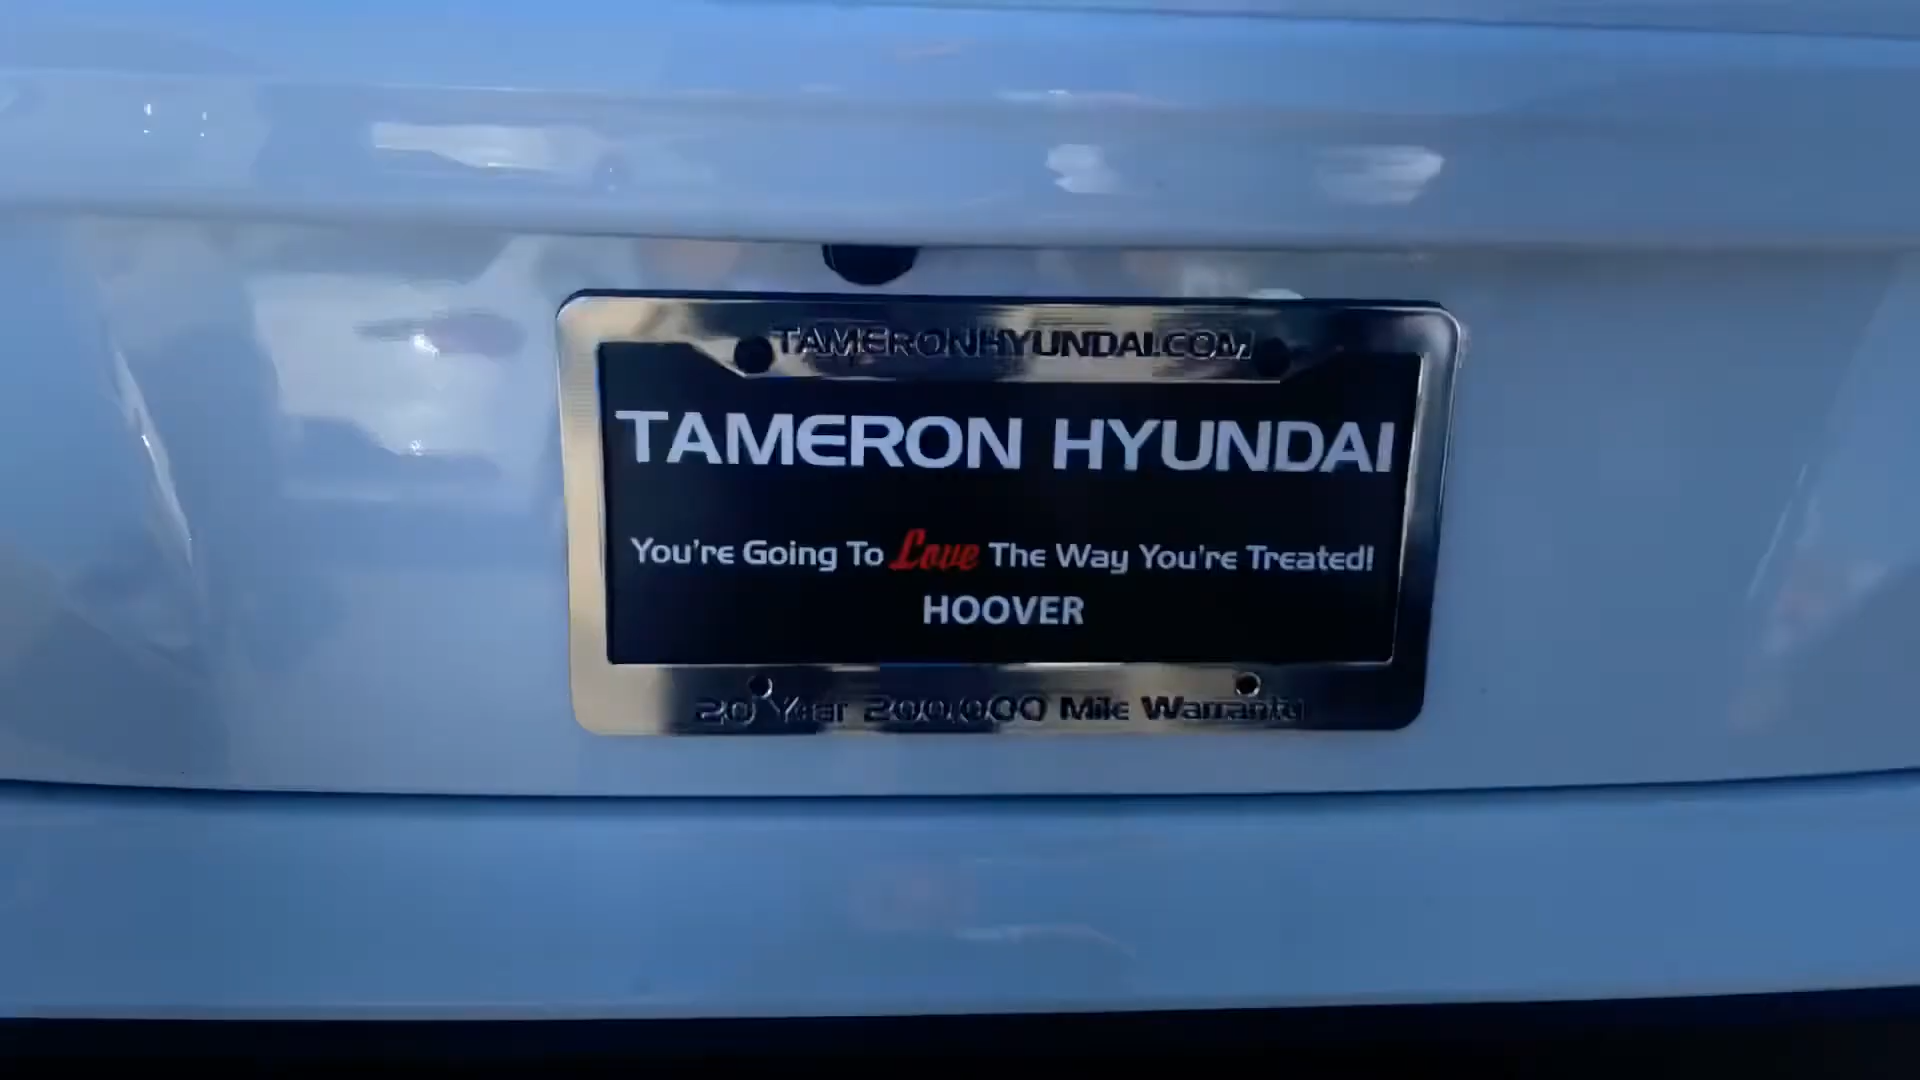 TAMERONHYUNDAI.COM
TAMERON HYUNDAI
You're Going To Love The Way You're Treated!
HOOVER
20 Year 200,000 Mile Warranty